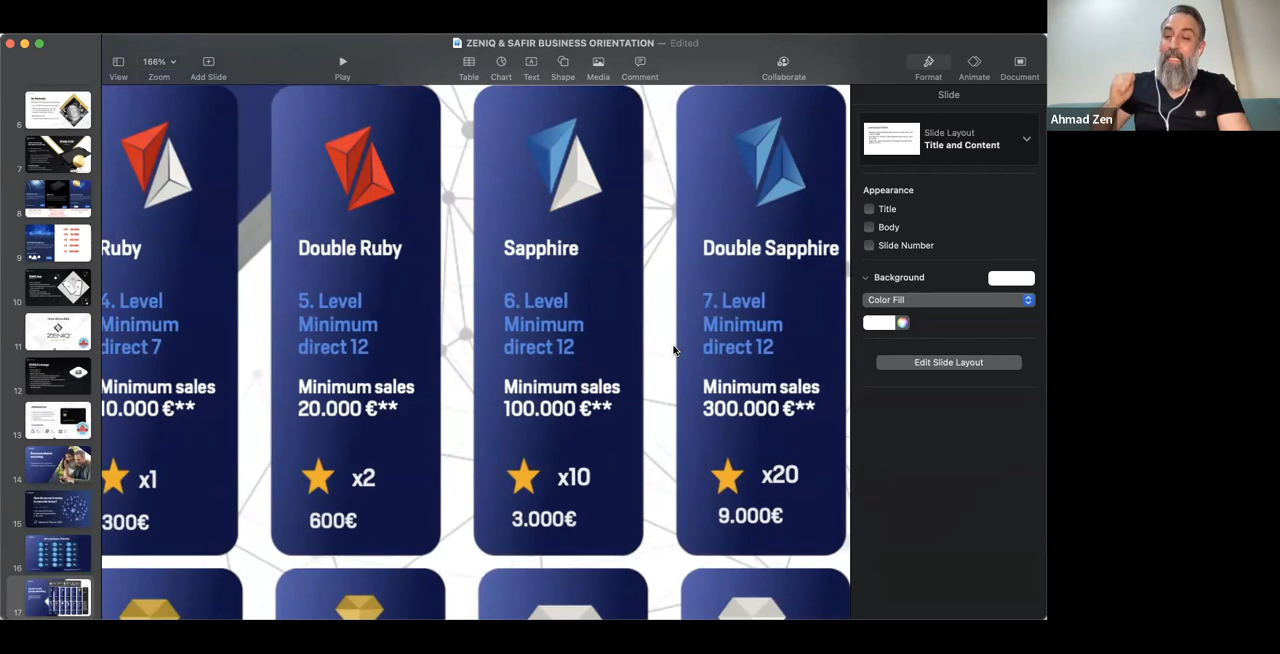 ZENIQ & SAFIR BUSINESS ORIENTATION — Edited
166%
View
Zoom
Add Slide
Play
Table
Chart
Text
Shape
Media
Comment
Collaborate
Format
Animate
Document
6
7
8
9
10
11
12
13
14
15
16
17
ZENIQ
Ruby
4. Level
Minimum
direct 7
Minimum sales
10.000 €**
x1
300€
Double Ruby
5. Level
Minimum
direct 12
Minimum sales
20.000 €**
x2
600€
Sapphire
6. Level
Minimum
direct 12
Minimum sales
100.000 €**
x10
3.000€
Double Sapphire
7. Level
Minimum
direct 12
Minimum sales
300.000 €**
x20
9.000€
Slide
Slide Layout
Title and Content
Appearance
Title
Body
Slide Number
Background
Color Fill
Edit Slide Layout
Ahmad Zen